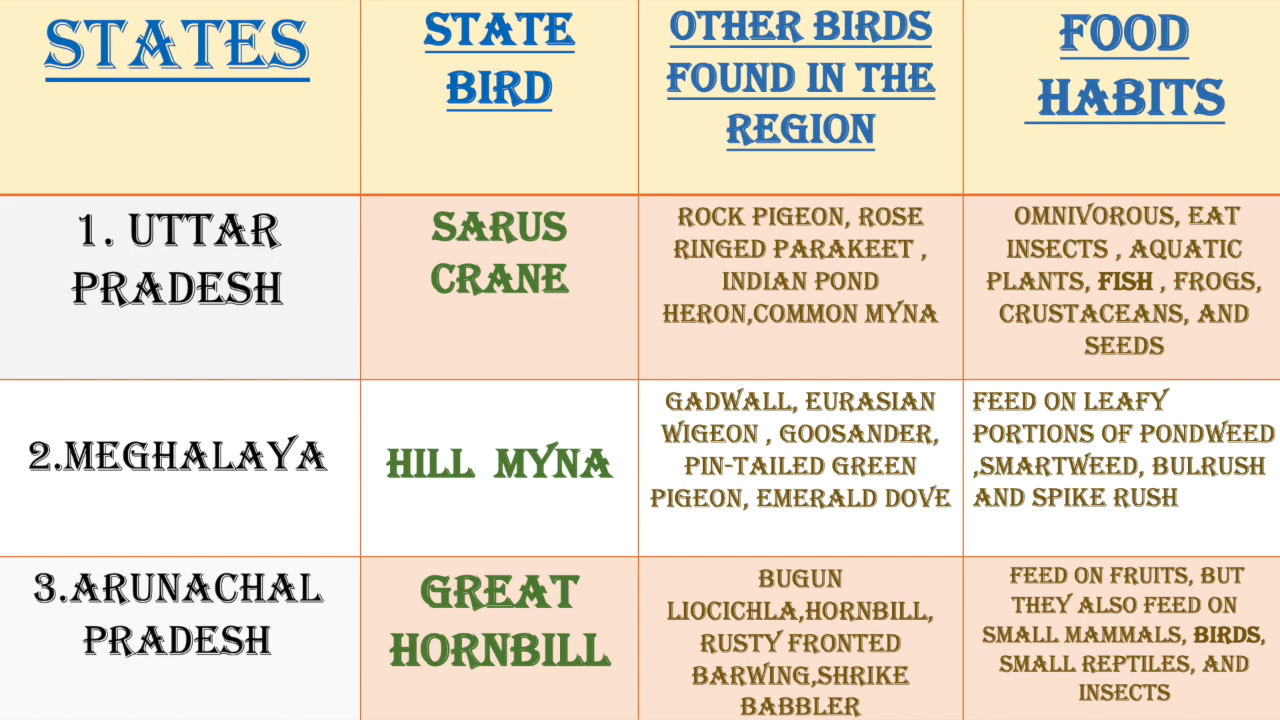 STATES
STATE
BIRD
OTHER BIRDS
FOUND IN THE
REGION
FOOD
HABITS
1. UTTAR
PRADESH
SARUS
CRANE
ROCK PIGEON, ROSE
RINGED PARAKEET ,
INDIAN POND
HERON,COMMON MYNA
OMNIVOROUS, EAT
INSECTS , AQUATIC
PLANTS, FISH , FROGS,
CRUSTACEANS, AND
SEEDS
2.MEGHALAYA
HILL MYNA
GADWALL, EURASIAN
WIGEON , GOOSANDER,
PIN-TAILED GREEN
PIGEON, EMERALD DOVE
FEED ON LEAFY
PORTIONS OF PONDWEED
,SMARTWEED, BULRUSH
AND SPIKE RUSH
3.ARUNACHAL
PRADESH
GREAT
HORNBILL
BUGUN
LIOCICHLA,HORNBILL,
RUSTY FRONTED
BARWING,SHRIKE
BABBLER
FEED ON FRUITS, BUT
THEY ALSO FEED ON
SMALL MAMMALS, BIRDS,
SMALL REPTILES, AND
INSECTS